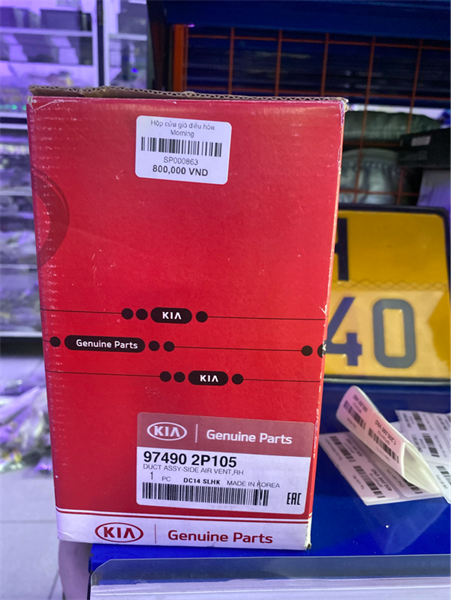 Hộp cửa gió điều hòa
Morning
SP000863
800,000 VND
KIA
Genuine Parts
KIA
KIA Genuine Parts
97490 2P105
DUCT ASSY-SIDE AIR VENT,RH
1 PC DC14 5LHK MADE IN KOREA
EAC
KIA Genuine Parts
40